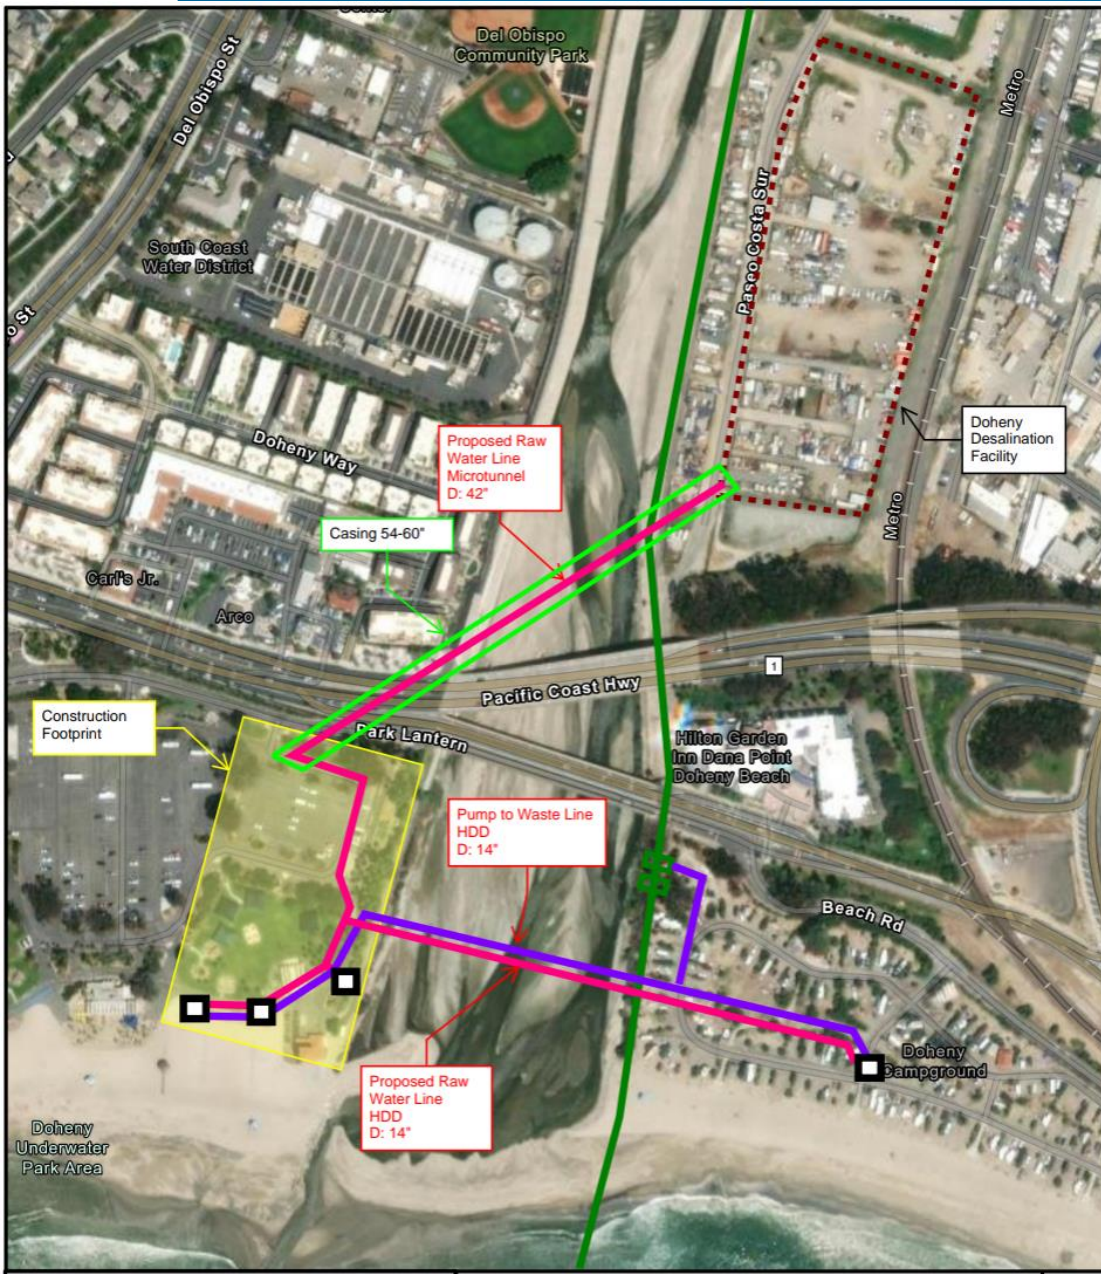 Del Obispo
Community Park
Del Obispo St
Metro
Paseo Costa Sur
South Coast
Water District
o St
Doheny
Desalination
Facility
Proposed Raw
Water Line
Microtunnel
D: 42"
Doheny Way
Casing 54-60"
Metro
Carl's Jr.
Arco
1
Pacific Coast Hwy
Construction
Footprint
Park Lantern
Hilton Garden
Inn Dana Point
Doheny Beach
Pump to Waste Line
HDD
D: 14"
Beach Rd
Doheny
Campground
Proposed Raw
Water Line
HDD
D: 14"
Doheny
Underwater
Park Area